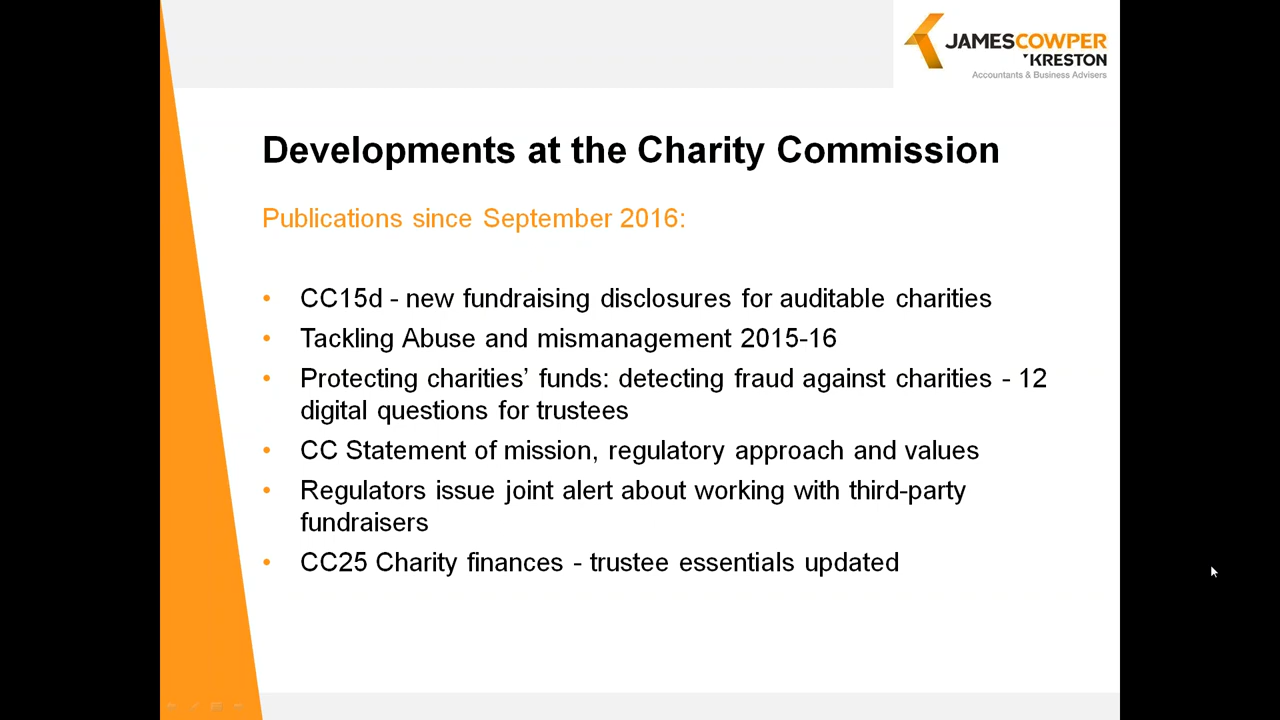 JAMESCOWPER
KRESTON
Accountants & Business Advisers
Developments at the Charity Commission
Publications since September 2016:
• CC15d - new fundraising disclosures for auditable charities
• Tackling Abuse and mismanagement 2015-16
• Protecting charities’ funds: detecting fraud against charities - 12
digital questions for trustees
• CC Statement of mission, regulatory approach and values
• Regulators issue joint alert about working with third-party
fundraisers
• CC25 Charity finances - trustee essentials updated